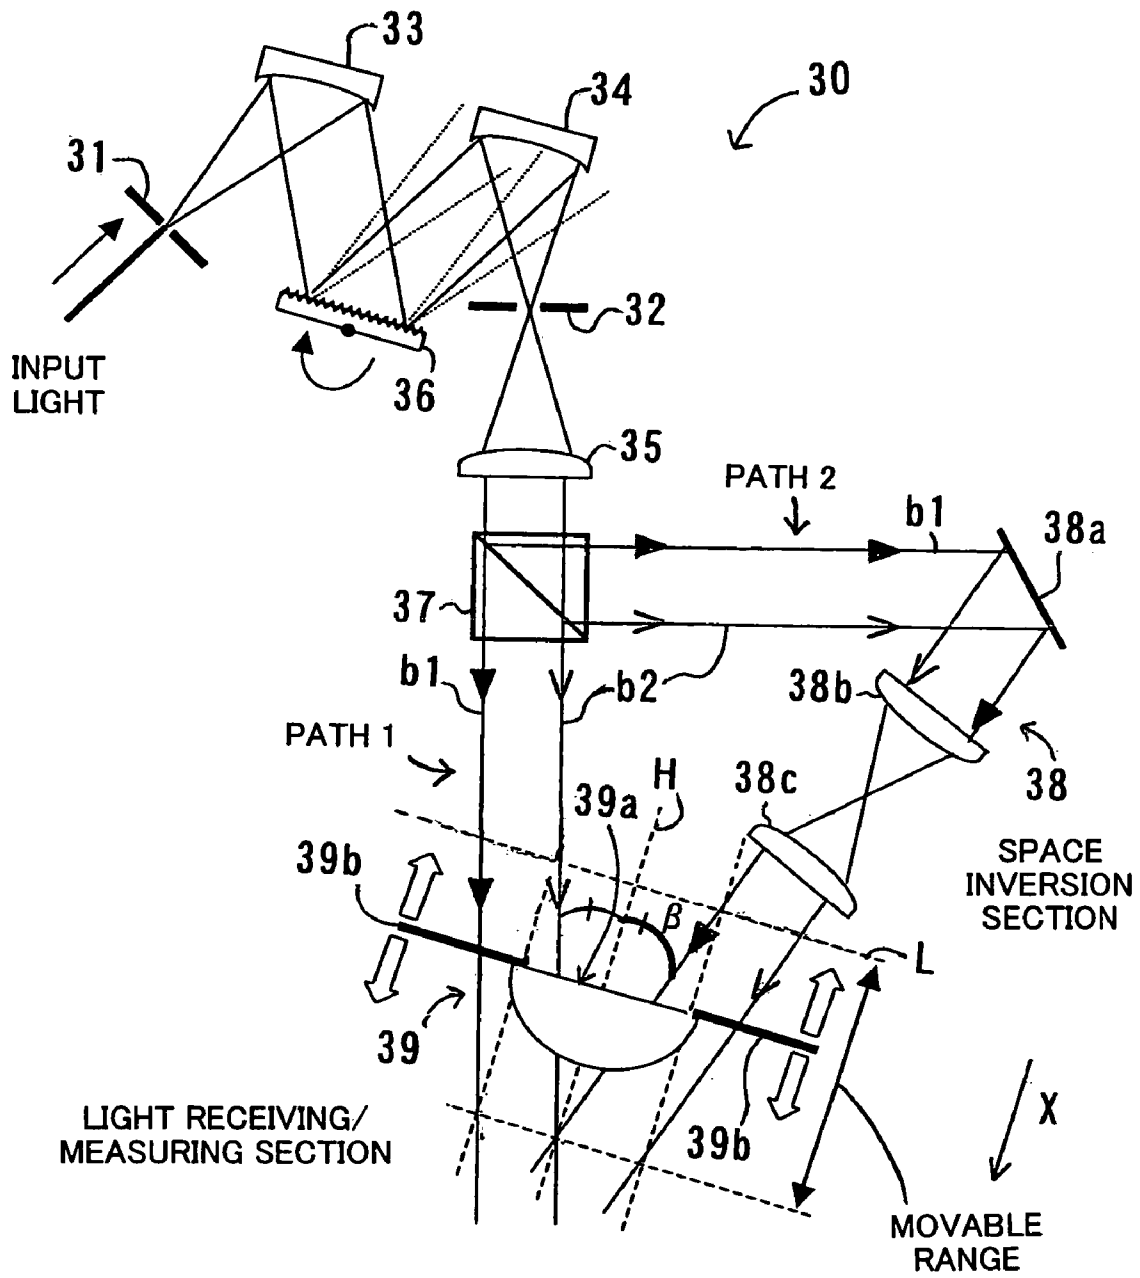 33
34
30
31
32
INPUT
LIGHT
36
35
PATH 2
b1
38a
37
b1
b2
38b
PATH 1
H
38c
38
39a
SPACE
INVERSION
SECTION
39b
β
L
39
X
LIGHT RECEIVING/
MEASURING SECTION
39b
MOVABLE
RANGE